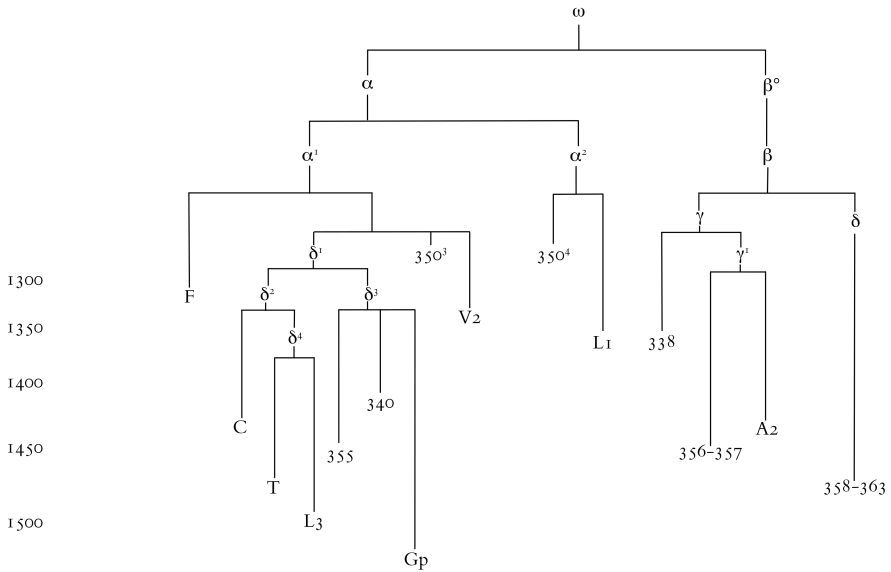 ω
α β°
α¹ α² β
γ δ
δ¹ 350³ 350⁴ γ¹
1300 F δ² δ³
1350 δ⁴ V2 L1 338
1400 340
C A2
1450 355 356-357
T 358-363
1500 L3
Gp